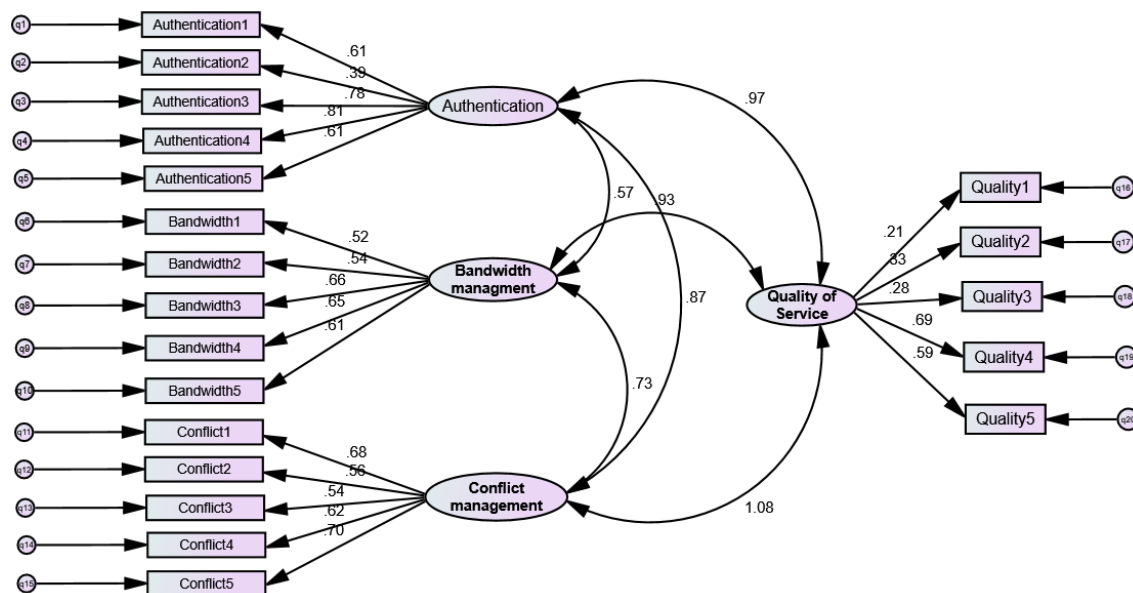 q1
Authentication1
q2
Authentication2
q3
Authentication3
q4
Authentication4
q5
Authentication5
.61
.39
.78
.81
.61
Authentication
q6
Bandwidth1
q7
Bandwidth2
q8
Bandwidth3
q9
Bandwidth4
q10
Bandwidth5
.52
.54
.66
.65
.61
Bandwidth
managment
q11
Conflict1
q12
Conflict2
q13
Conflict3
q14
Conflict4
q15
Conflict5
.68
.56
.54
.62
.70
Conflict
management
.97
.57
.93
.87
.73
1.08
Quality of
Service
.21
.33
.28
.69
.59
Quality1
q16
Quality2
q17
Quality3
q18
Quality4
q19
Quality5
q20